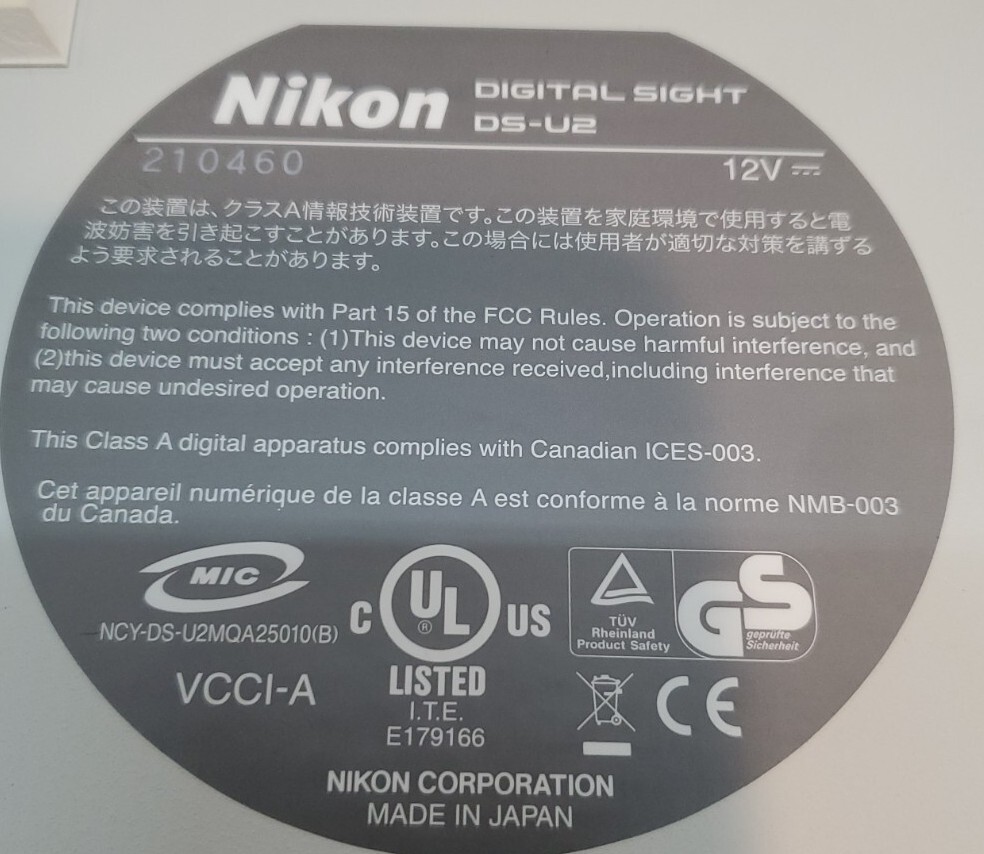 Nikon DIGITAL SIGHT
DS-U2
210460
12V ⎓
この装置は、クラスA情報技術装置です。この装置を家庭環境で使用すると電
波妨害を引き起こすことがあります。この場合には使用者が適切な対策を講ずる
よう要求されることがあります。
This device complies with Part 15 of the FCC Rules. Operation is subject to the
following two conditions : (1)This device may not cause harmful interference, and
(2)this device must accept any interference received,including interference that
may cause undesired operation.
This Class A digital apparatus complies with Canadian ICES-003.
Cet appareil numérique de la classe A est conforme à la norme NMB-003
du Canada.
MIC
NCY-DS-U2MQA25010(B)
VCCI-A
C UL® US
LISTED
I.T.E.
E179166
TÜV
Rheinland
Product Safety
GS
geprüfte
Sicherheit
CE
NIKON CORPORATION
MADE IN JAPAN